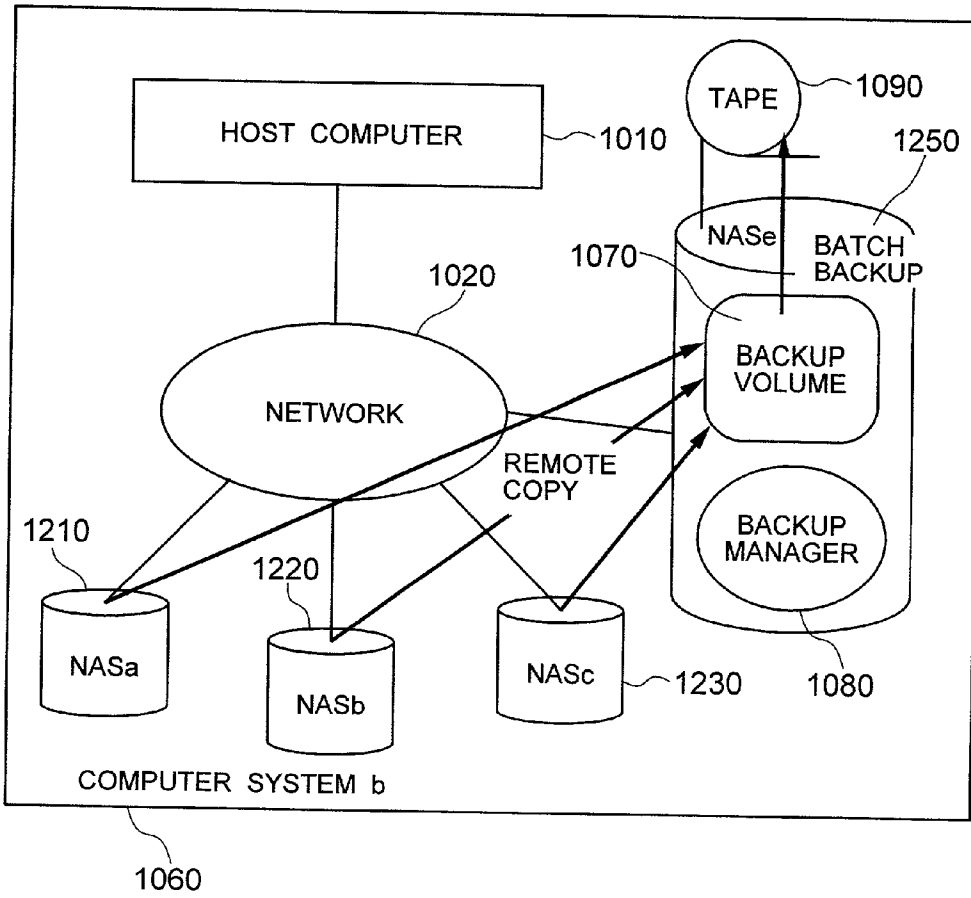 TAPE
1090
HOST COMPUTER
1010
1250
NASe
BATCH
BACKUP
1070
1020
BACKUP
VOLUME
NETWORK
REMOTE
COPY
1210
BACKUP
MANAGER
1220
NASa
NASb
NASc
1230
1080
COMPUTER SYSTEM b
1060